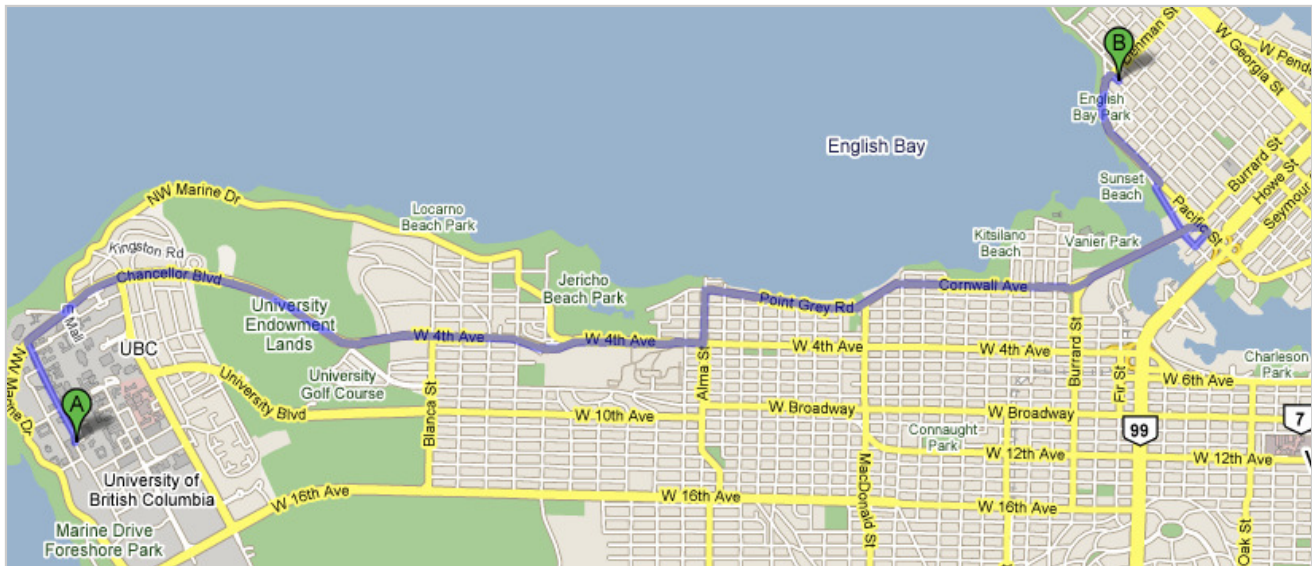 B
Denman St
W Georgia St
W Pend
English
Bay Park
English Bay
Burrard St
Howe St
Seymour
Sunset
Beach
Pacific St
NW Marine Dr
Locarno
Beach Park
Kitsilano
Beach
Vanier Park
Kingston Rd
Chancellor Blvd
Jericho
Beach Park
Point Grey Rd
Cornwall Ave
E Mall
University
Endowment
Lands
W 4th Ave
W 4th Ave
W 4th Ave
W 4th Ave
UBC
NW Marine Dr
A
University
Golf Course
University Blvd
Blanca St
Alma St
Burrard St
Fir St
Charleson
Park
W 6th Ave
W 10th Ave
W Broadway
W Broadway
7
99
Connaught
Park
MacDonald St
W 12th Ave
W 12th Ave
V
University of
British Columbia
W 16th Ave
W 16th Ave
W 16th Ave
Oak St
Marine Drive
Foreshore Park